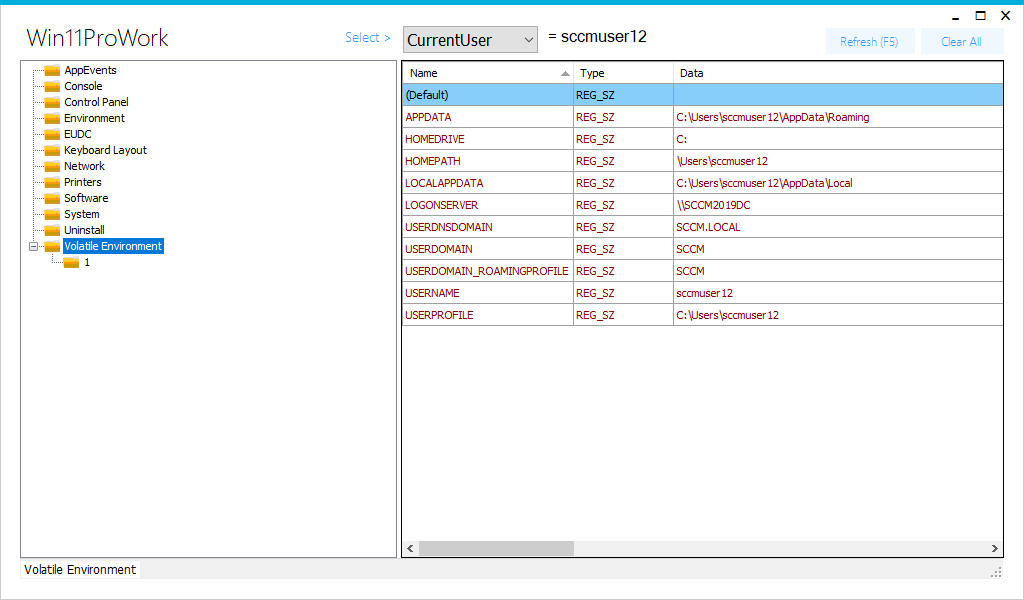 Win11ProWork
Select >
CurrentUser
= sccmuser12
Refresh (F5)
Clear All
AppEvents
Console
Control Panel
Environment
EUDC
Keyboard Layout
Network
Printers
Software
System
Uninstall
Volatile Environment
1
Name Type Data
(Default) REG_SZ
APPDATA REG_SZ C:\Users\sccmuser12\AppData\Roaming
HOMEDRIVE REG_SZ C:
HOMEPATH REG_SZ \Users\sccmuser12
LOCALAPPDATA REG_SZ C:\Users\sccmuser12\AppData\Local
LOGONSERVER REG_SZ \\SCCM2019DC
USERDNSDOMAIN REG_SZ SCCM.LOCAL
USERDOMAIN REG_SZ SCCM
USERDOMAIN_ROAMINGPROFILE REG_SZ SCCM
USERNAME REG_SZ sccmuser12
USERPROFILE REG_SZ C:\Users\sccmuser12
Volatile Environment